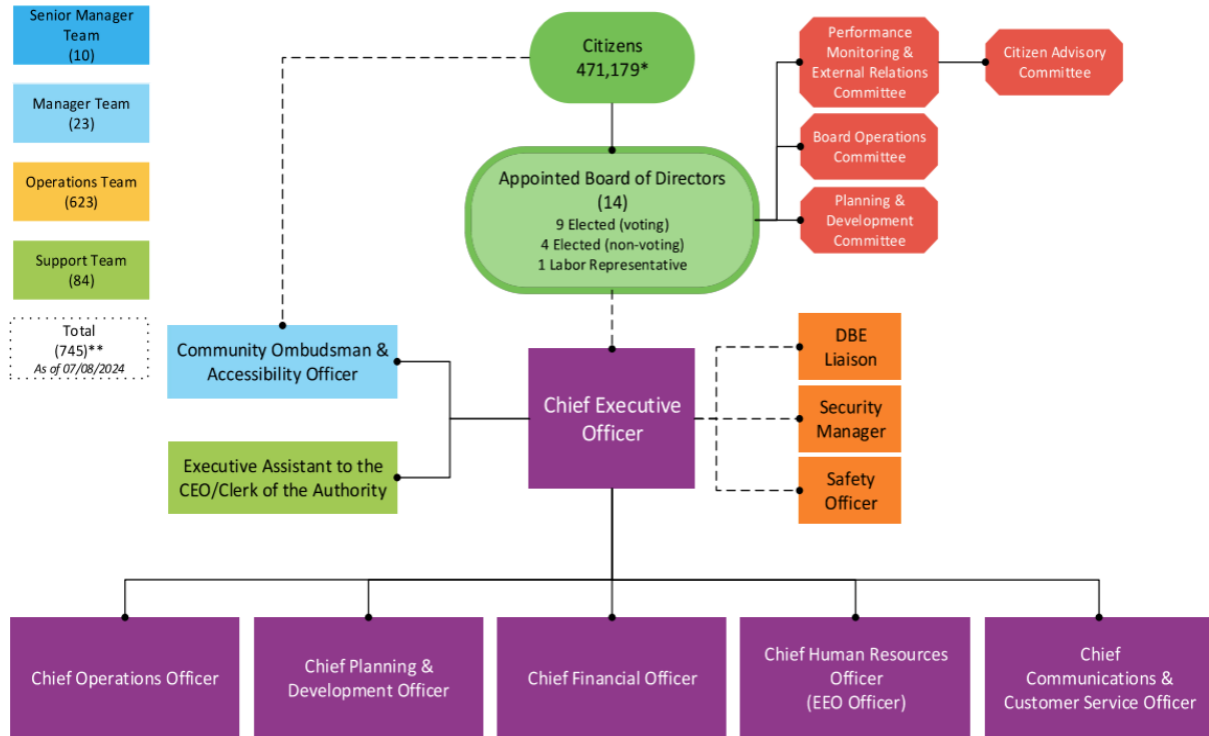 Senior Manager
Team
(10)
Manager Team
(23)
Operations Team
(623)
Support Team
(84)
Total
(745)**
As of 07/08/2024
Citizens
471,179*
Performance
Monitoring &
External Relations
Committee
Citizen Advisory
Committee
Board Operations
Committee
Planning &
Development
Committee
Appointed Board of Directors
(14)
9 Elected (voting)
4 Elected (non-voting)
1 Labor Representative
Community Ombudsman &
Accessibility Officer
Executive Assistant to the
CEO/Clerk of the Authority
Chief Executive
Officer
DBE
Liaison
Security
Manager
Safety
Officer
Chief Operations Officer
Chief Planning &
Development Officer
Chief Financial Officer
Chief Human Resources
Officer
(EEO Officer)
Chief
Communications &
Customer Service Officer